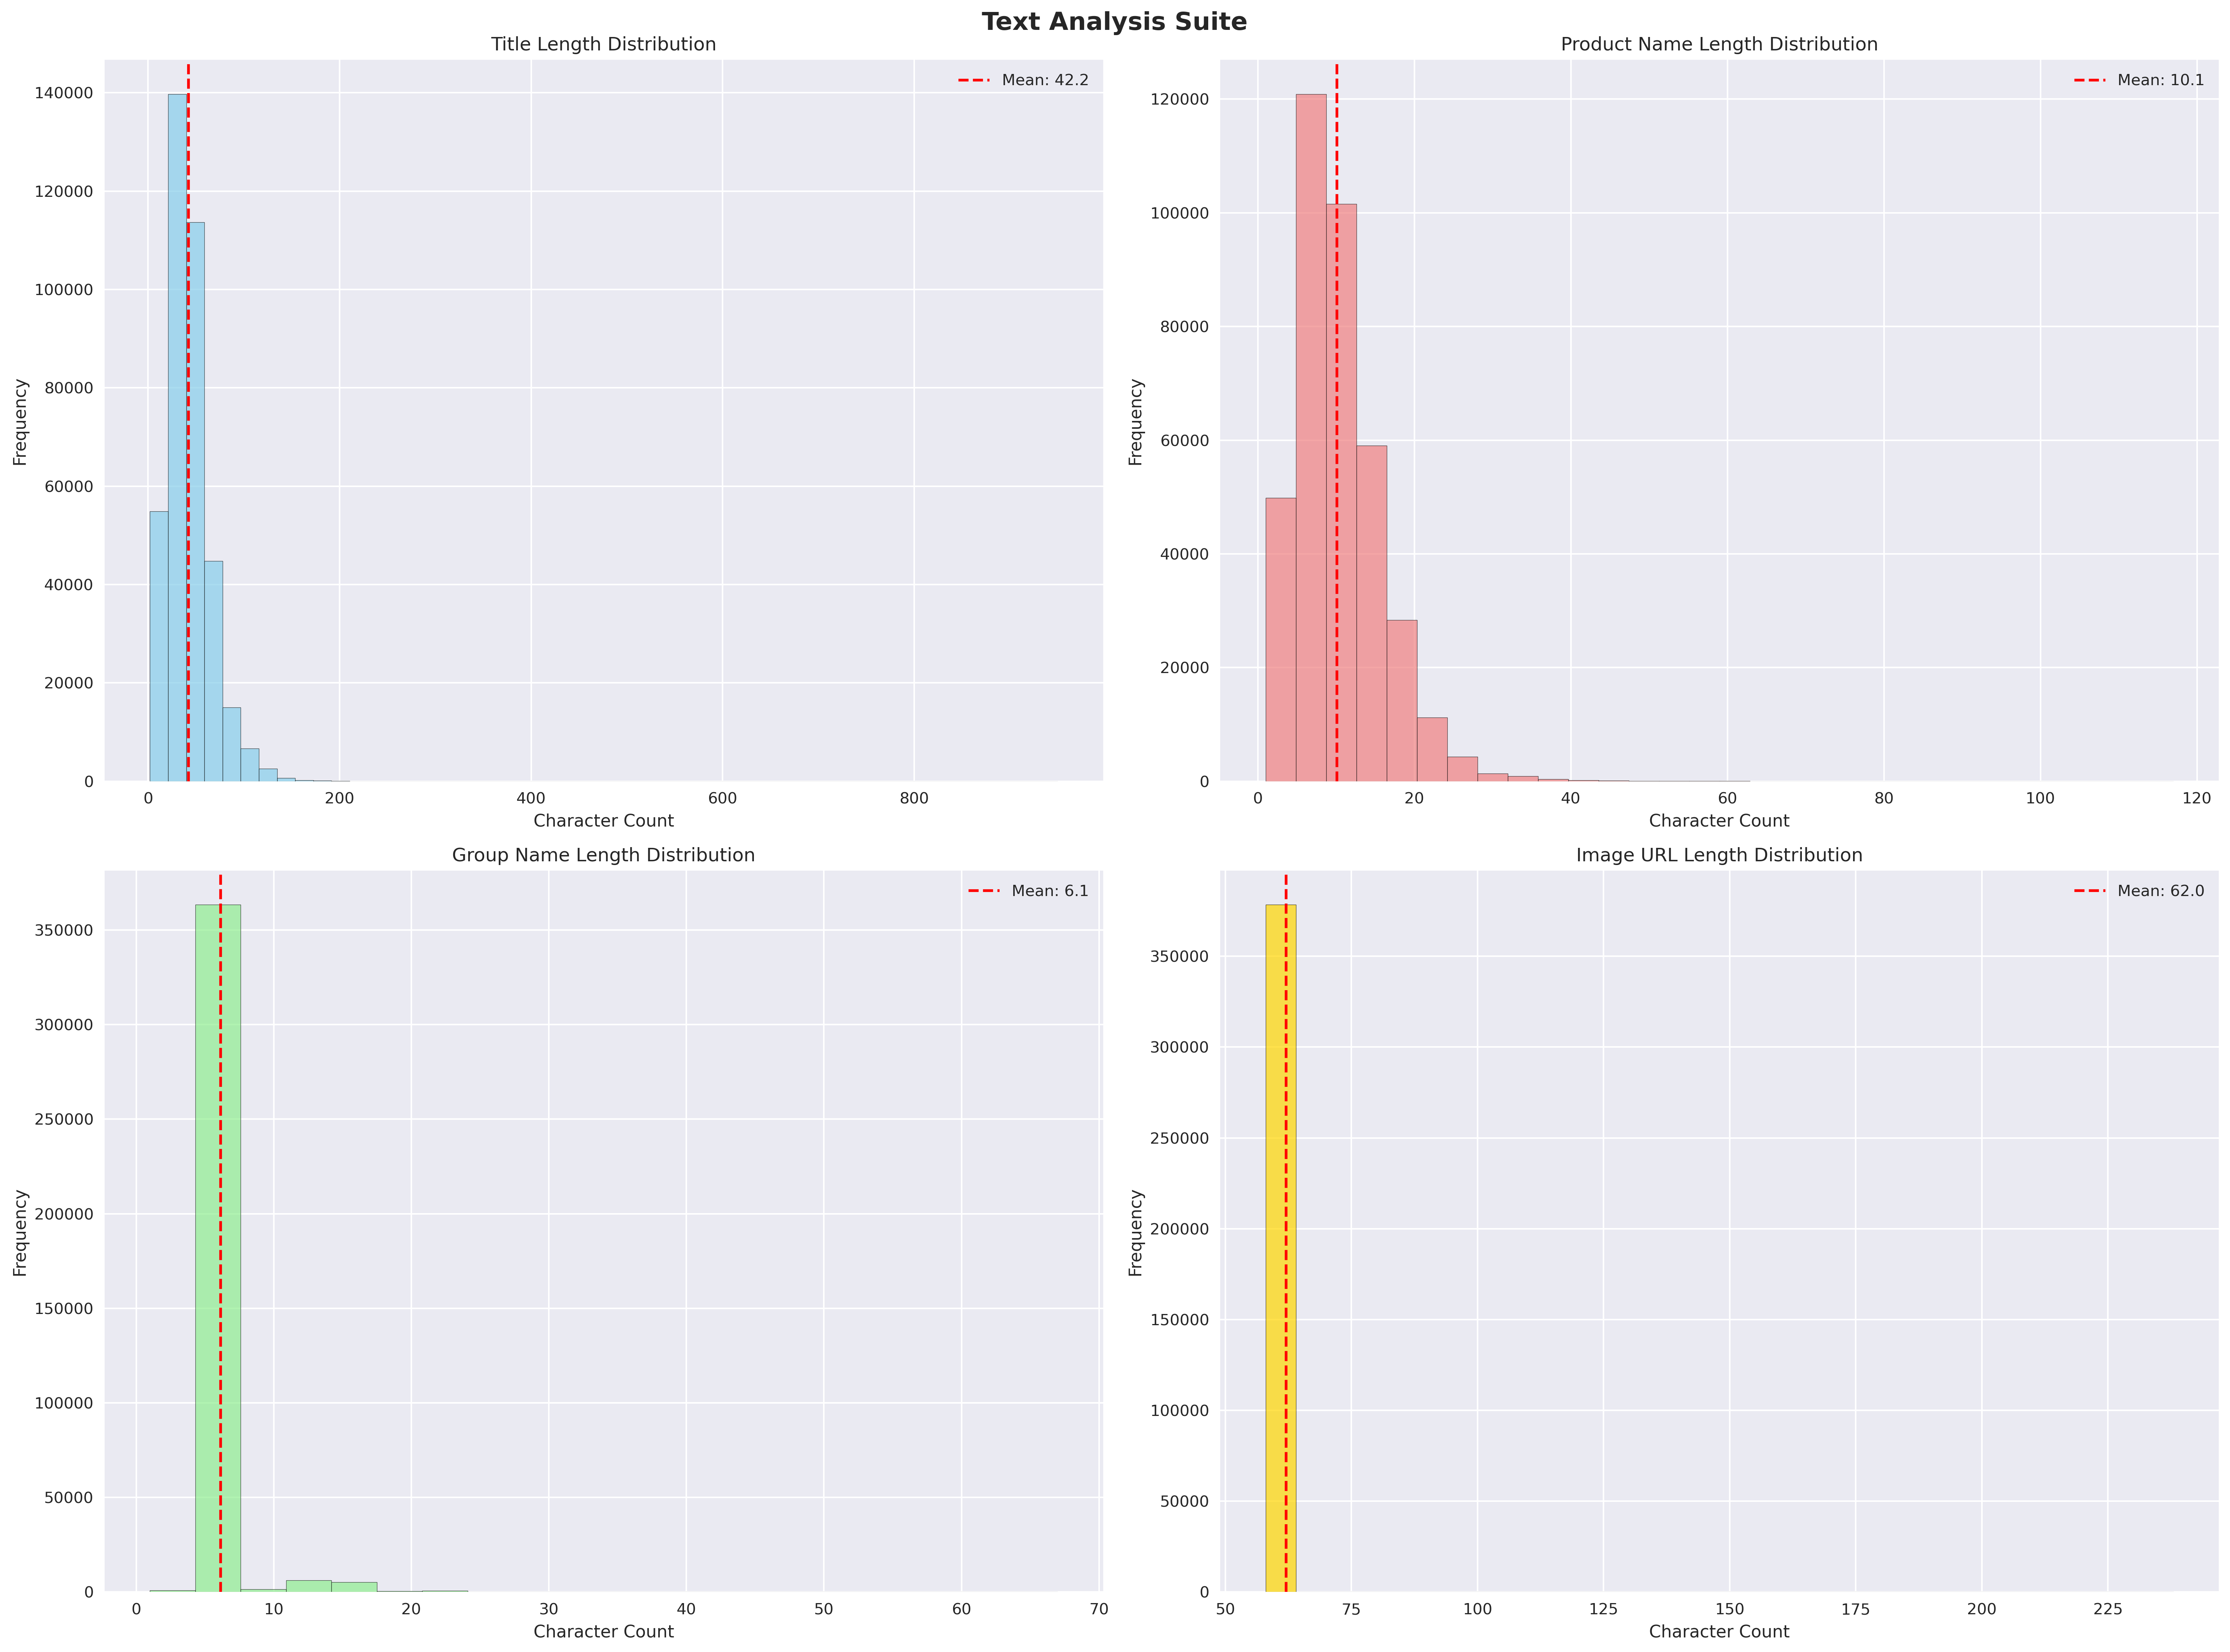 Text Analysis Suite
Title Length Distribution
Mean: 42.2
140000
120000
100000
80000
60000
40000
20000
0
Frequency
0 200 400 600 800
Character Count
Product Name Length Distribution
Mean: 10.1
120000
100000
80000
60000
40000
20000
0
Frequency
0 20 40 60 80 100 120
Character Count
Group Name Length Distribution
Mean: 6.1
350000
300000
250000
200000
150000
100000
50000
0
Frequency
0 10 20 30 40 50 60 70
Character Count
Image URL Length Distribution
Mean: 62.0
350000
300000
250000
200000
150000
100000
50000
0
Frequency
50 75 100 125 150 175 200 225
Character Count